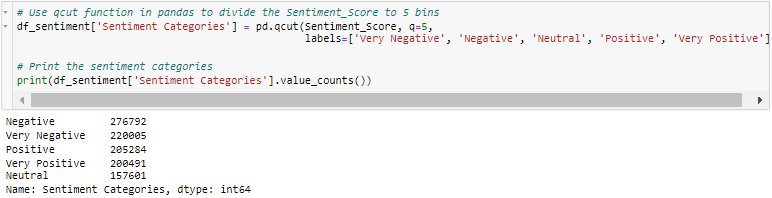 # Use qcut function in pandas to divide the Sentiment_Score to 5 bins
df_sentiment['Sentiment Categories'] = pd.qcut(Sentiment_Score, q=5,
labels=['Very Negative', 'Negative', 'Neutral', 'Positive', 'Very Positive']
# Print the sentiment categories
print(df_sentiment['Sentiment Categories'].value_counts())
Negative 276792
Very Negative 220005
Positive 205284
Very Positive 200491
Neutral 157601
Name: Sentiment Categories, dtype: int64